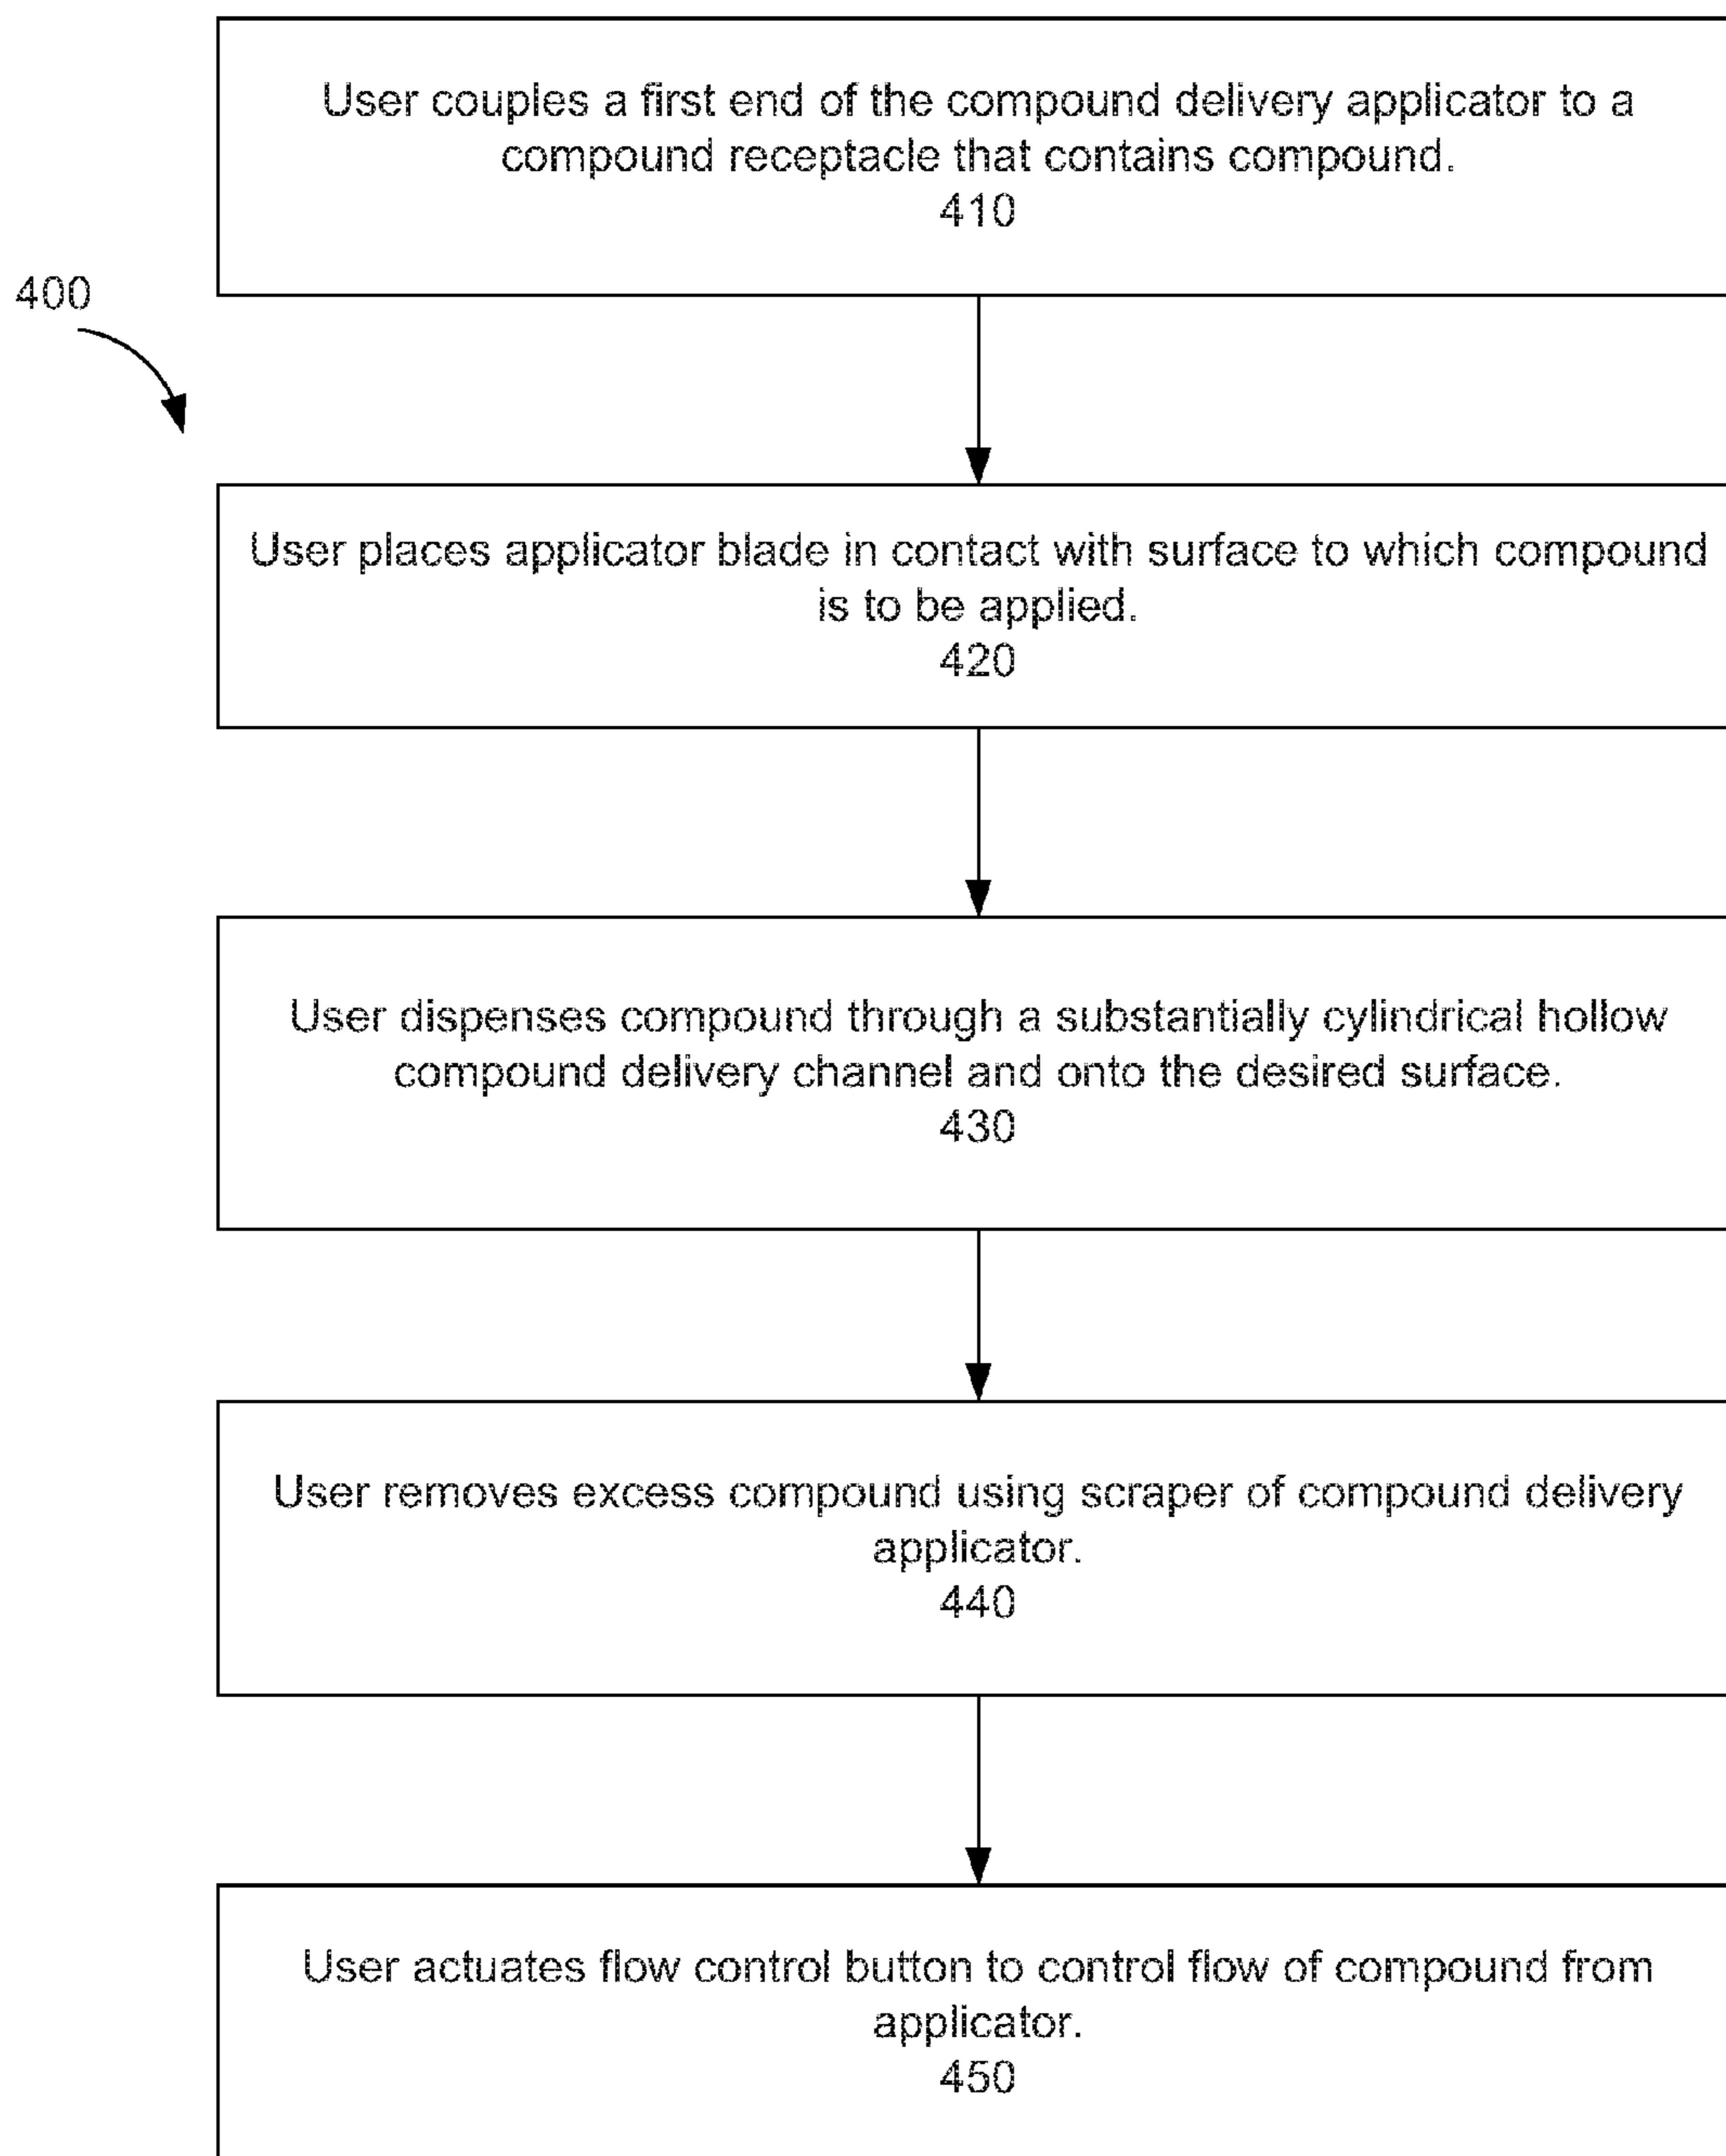 User couples a first end of the compound delivery applicator to a
compound receptacle that contains compound.
410
400
User places applicator blade in contact with surface to which compound
is to be applied.
420
User dispenses compound through a substantially cylindrical hollow
compound delivery channel and onto the desired surface.
430
User removes excess compound using scraper of compound delivery
applicator.
440
User actuates flow control button to control flow of compound from
applicator.
450